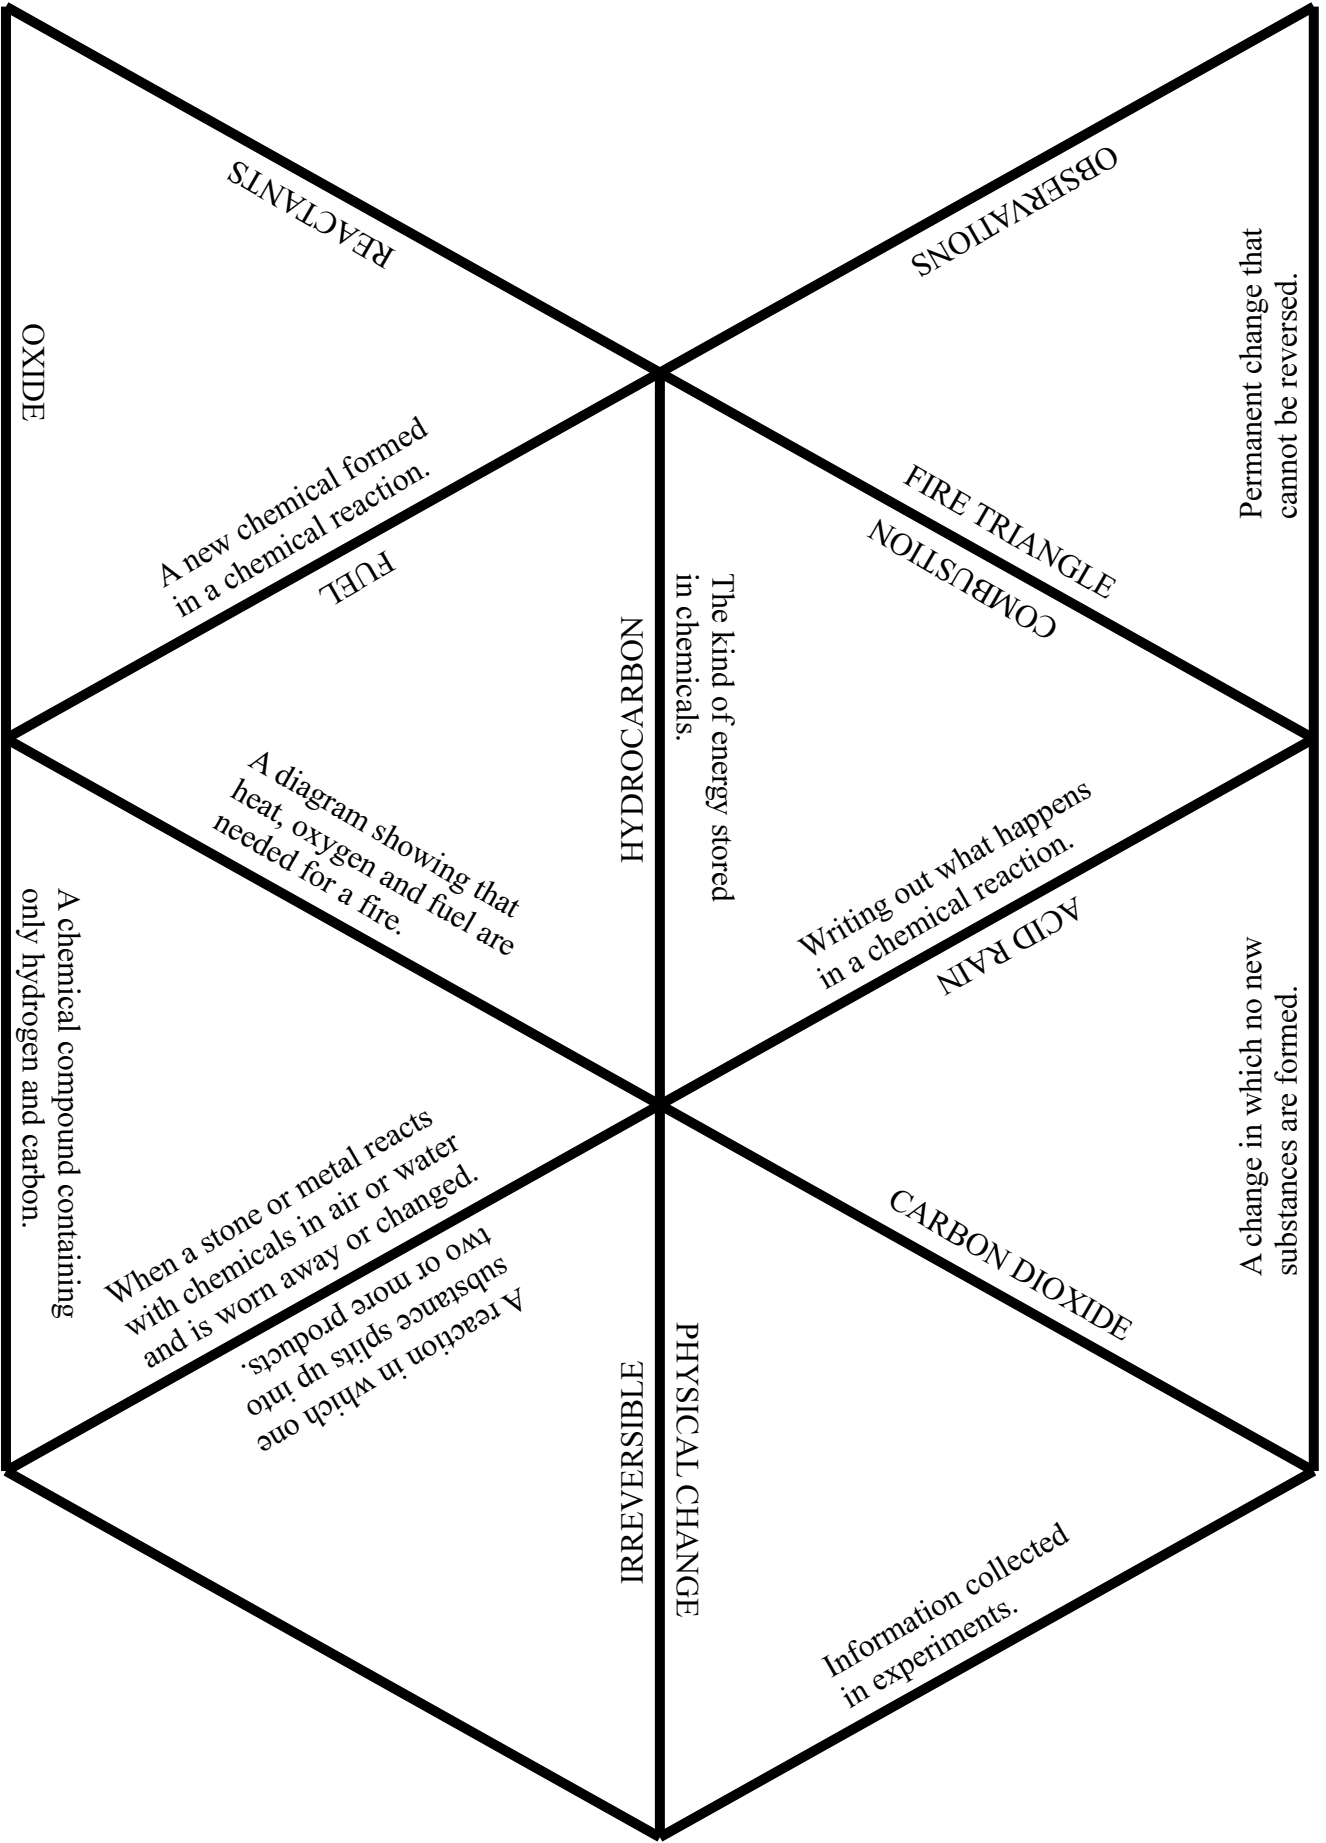 REACTANTS
OXIDE
A new chemical formed
in a chemical reaction.
OBSERVATIONS
Permanent change that
cannot be reversed.
FIRE TRIANGLE
FUEL
HYDROCARBON
A diagram showing that
heat, oxygen and fuel are
needed for a fire.
COMBUSTION
The kind of energy stored
in chemicals.
Writing out what happens
in a chemical reaction.
A chemical compound containing
only hydrogen and carbon.
When a stone or metal reacts
with chemicals in air or water
and is worn away or changed.
ACID RAIN
A change in which no new
substances are formed.
CARBON DIOXIDE
A reaction in which one
substance splits up into
two or more products.
IRREVERSIBLE
PHYSICAL CHANGE
Information collected
in experiments.